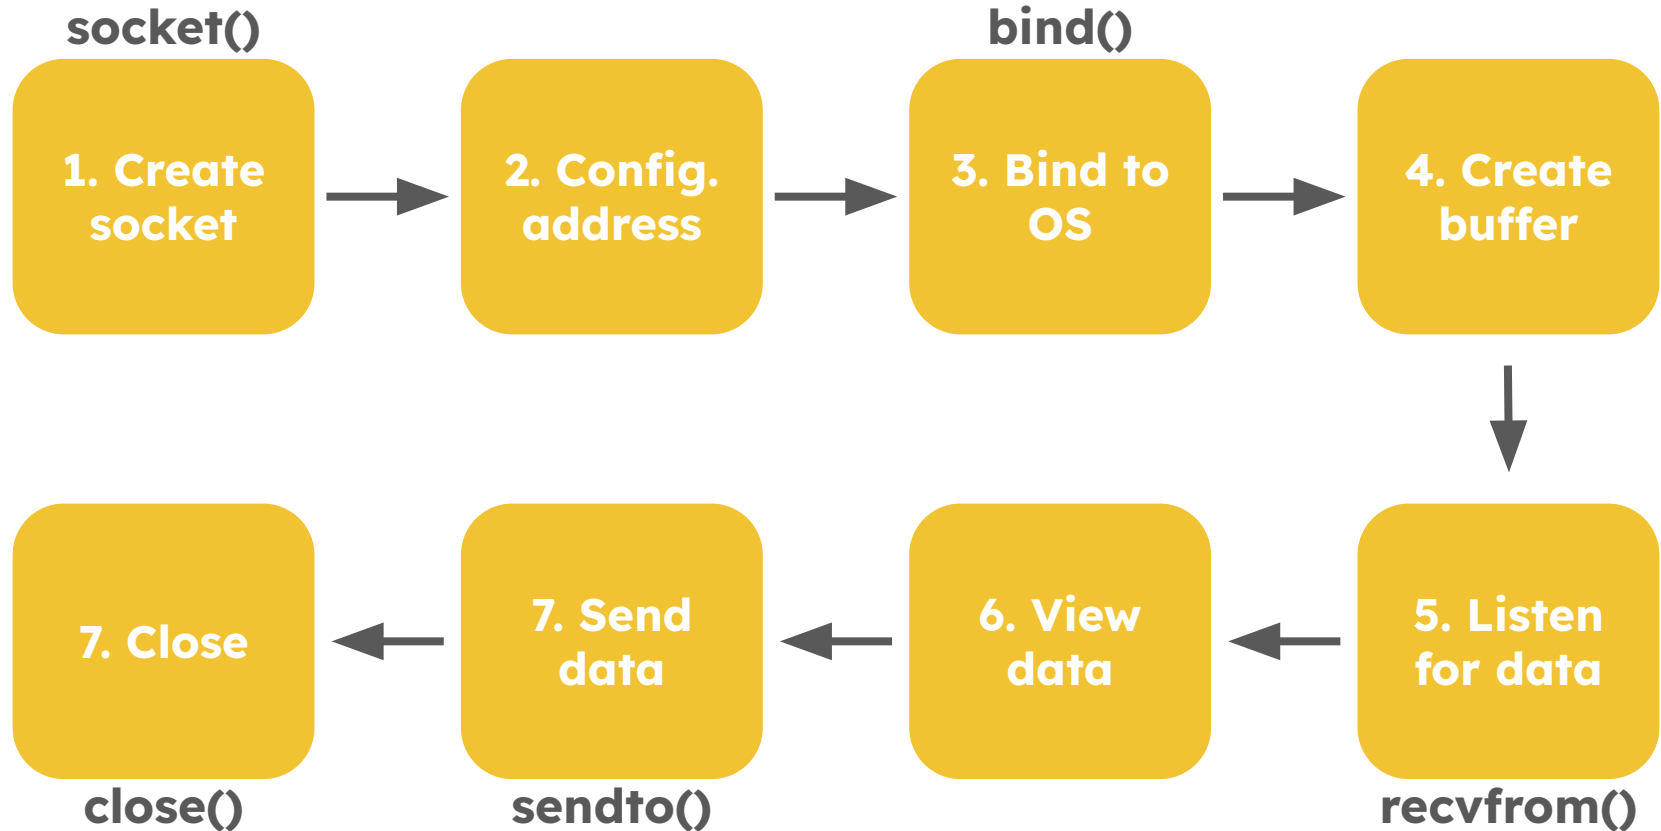 socket()
bind()
1. Create
socket
2. Config.
address
3. Bind to
OS
4. Create
buffer
5. Listen
for data
6. View
data
7. Send
data
7. Close
close()
sendto()
recvfrom()